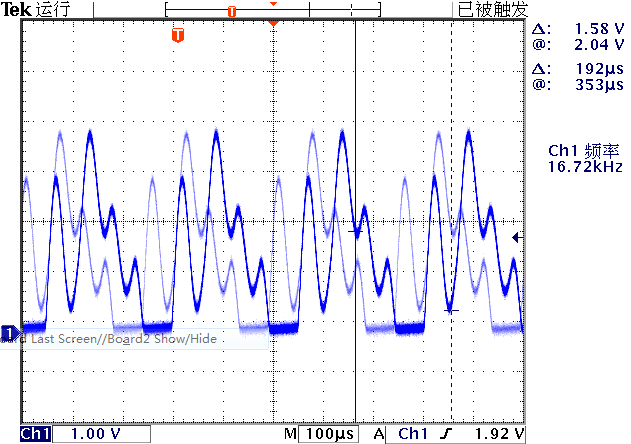 Tek 运行
已被触发
T
T
Δ: 1.58 V
@: 2.04 V
Δ: 192µs
@: 353µs
Ch1 频率
16.72kHz
1
Last Screen//Board2 Show/Hide
Ch1 1.00 V M 100µs A Ch1 1.92 V